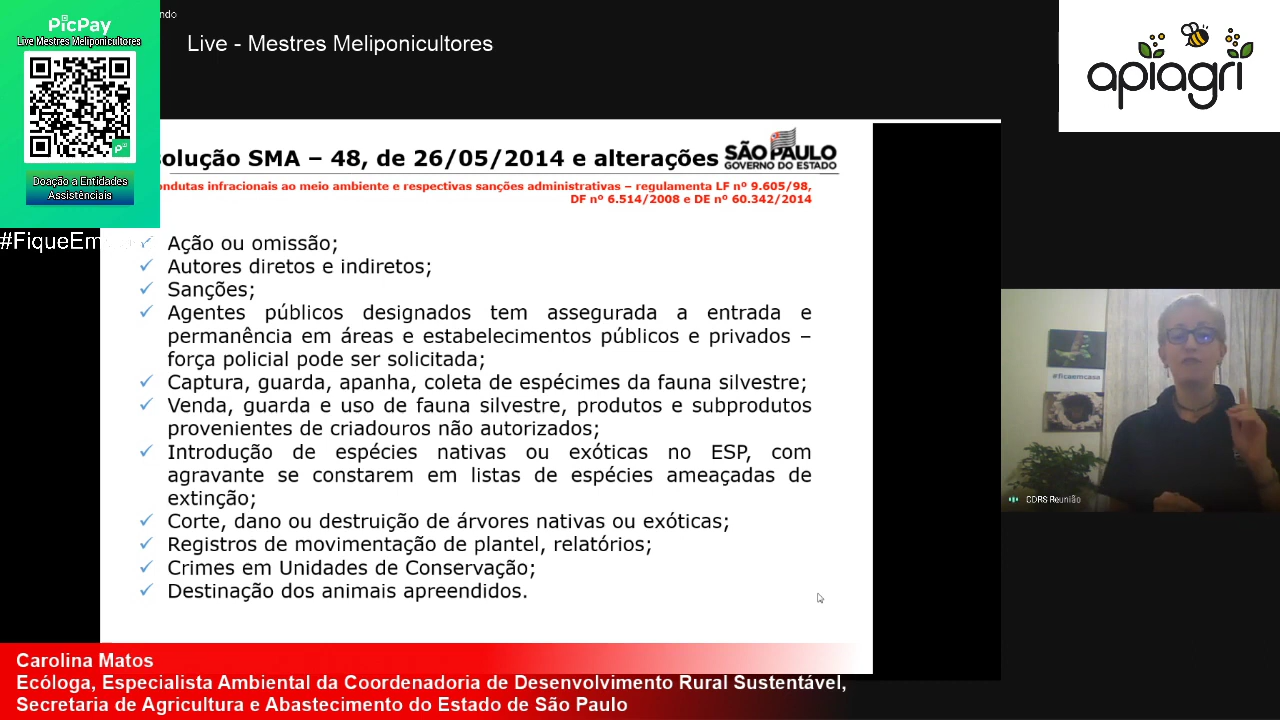 PicPay
Live Mestres Meliponicultores
Doação a Entidades
Assistênciais
ndo
Live - Mestres Meliponicultores
apiagri
solução SMA – 48, de 26/05/2014 e alterações
SÃO PAULO
GOVERNO DO ESTADO
ondutas infracionais ao meio ambiente e respectivas sanções administrativas – regulamenta LF nº 9.605/98,
DF nº 6.514/2008 e DE nº 60.342/2014
#FiqueEm
Ação ou omissão;
Autores diretos e indiretos;
Sanções;
Agentes públicos designados tem assegurada a entrada e
permanência em áreas e estabelecimentos públicos e privados –
força policial pode ser solicitada;
Captura, guarda, apanha, coleta de espécimes da fauna silvestre;
Venda, guarda e uso de fauna silvestre, produtos e subprodutos
provenientes de criadouros não autorizados;
Introdução de espécies nativas ou exóticas no ESP, com
agravante se constarem em listas de espécies ameaçadas de
extinção;
Corte, dano ou destruição de árvores nativas ou exóticas;
Registros de movimentação de plantel, relatórios;
Crimes em Unidades de Conservação;
Destinação dos animais apreendidos.
#ficaemcasa
CDRS Reunião
Carolina Matos
Ecóloga, Especialista Ambiental da Coordenadoria de Desenvolvimento Rural Sustentável,
Secretaria de Agricultura e Abastecimento do Estado de São Paulo